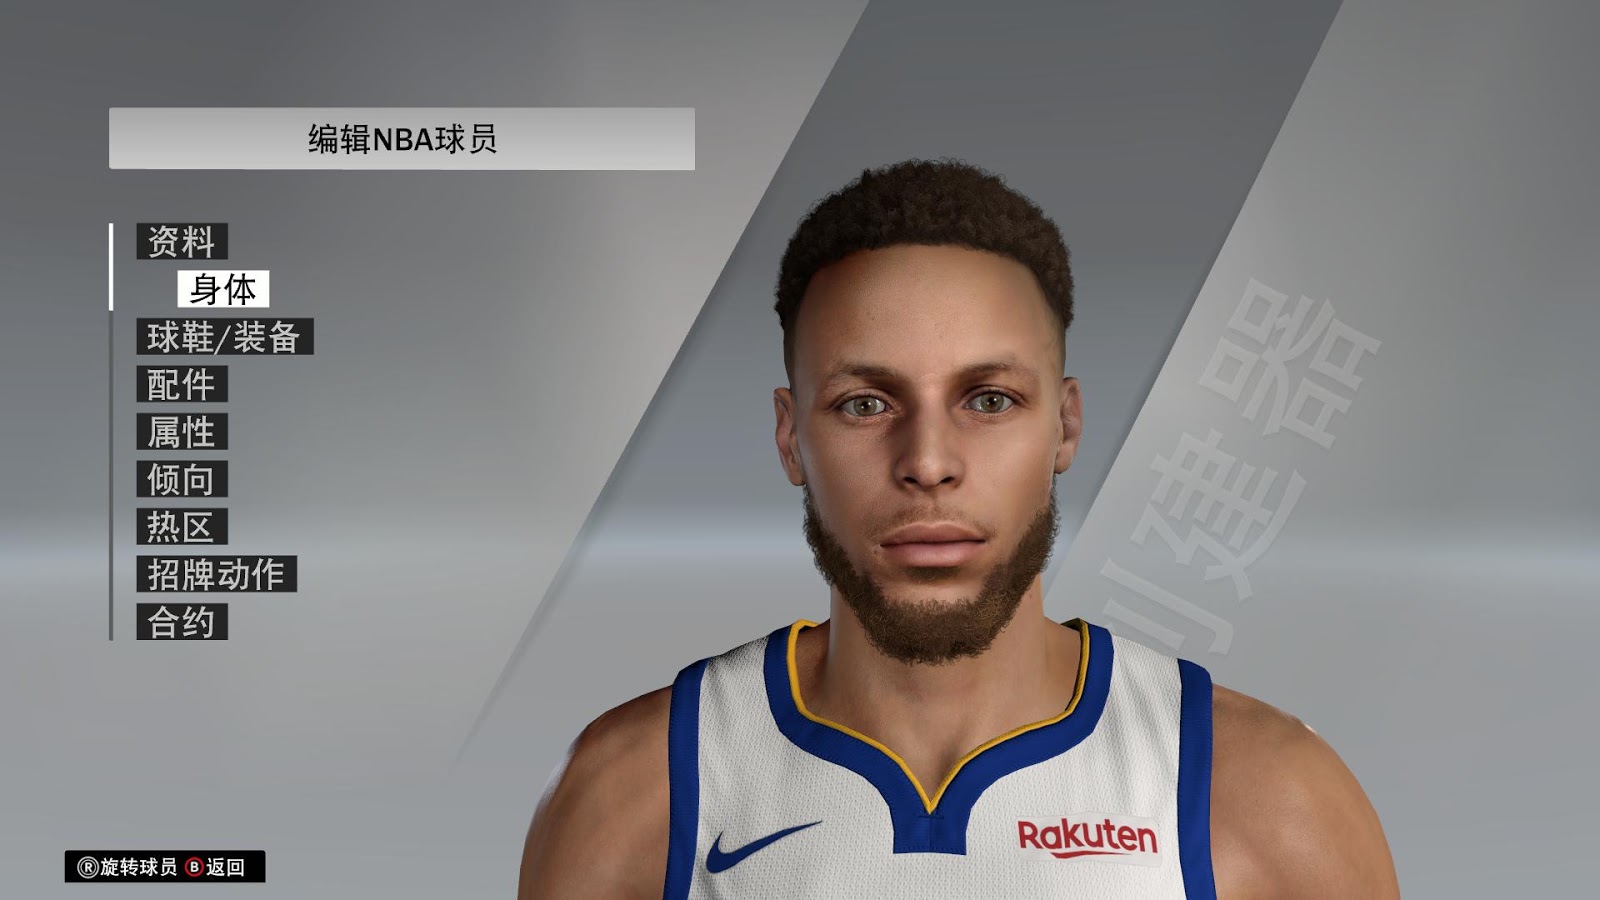 编辑NBA球员
资料
身体
球鞋/装备
配件
属性
倾向
热区
招牌动作
合约
创建器
Rakuten
R旋转球员 B返回